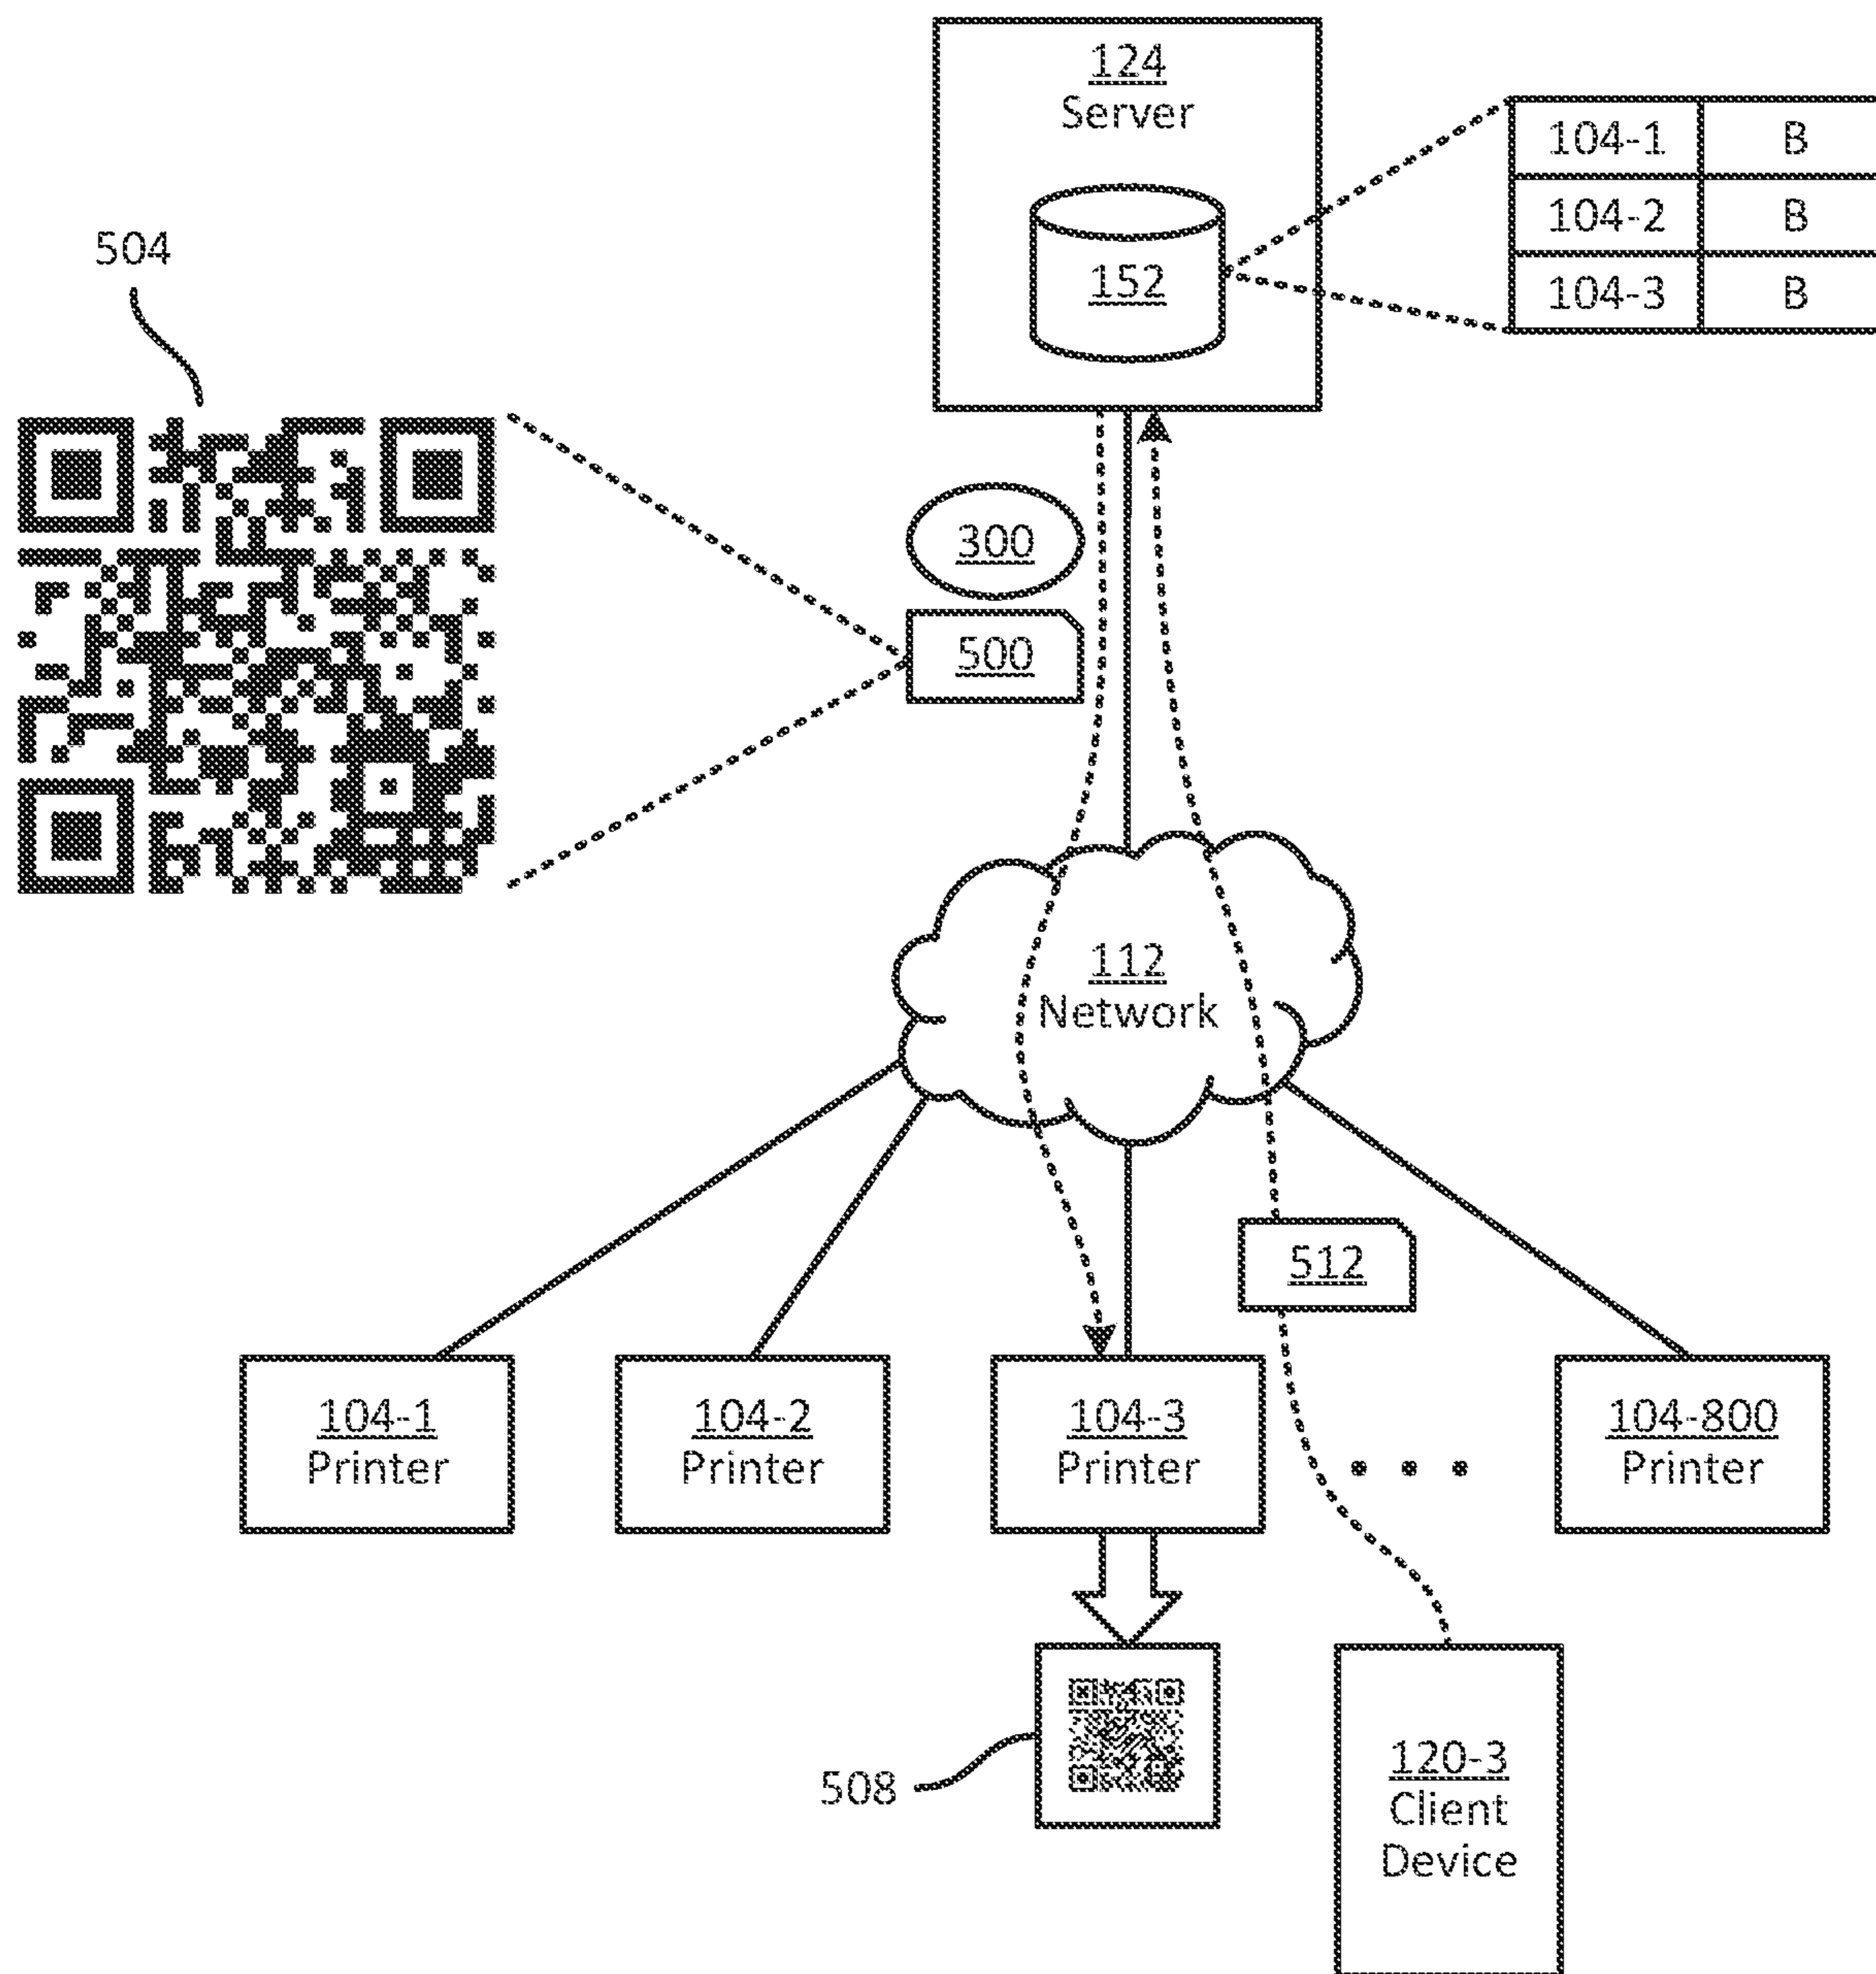 124
Server
152
104-1 B
104-2 B
104-3 B
504
300
500
112
Network
512
104-1
Printer
104-2
Printer
104-3
Printer
104-800
Printer
508
120-3
Client
Device